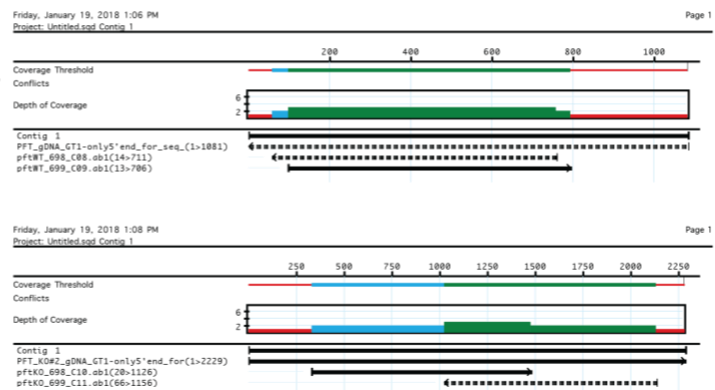 Friday, January 19, 2018 1:06 PM Page 1
Project: Untitled.sqd Contig 1
200 400 600 800 1000
Coverage Threshold
Conflicts
Depth of Coverage
6
2
Contig 1
PFT_gDNA_GT1-only5'end_for_seq_(1>1081)
pftWT_698_C08.ab1(14>711)
pftWT_699_C09.ab1(13>706)
Friday, January 19, 2018 1:08 PM Page 1
Project: Untitled.sqd Contig 1
250 500 750 1000 1250 1500 1750 2000 2250
Coverage Threshold
Conflicts
Depth of Coverage
6
2
Contig 1
PFT_KO#2_gDNA_GT1-only5'end_for(1>2229)
pftKO_698_C10.ab1(20>1126)
pftKO_699_C11.ab1(66>1156)